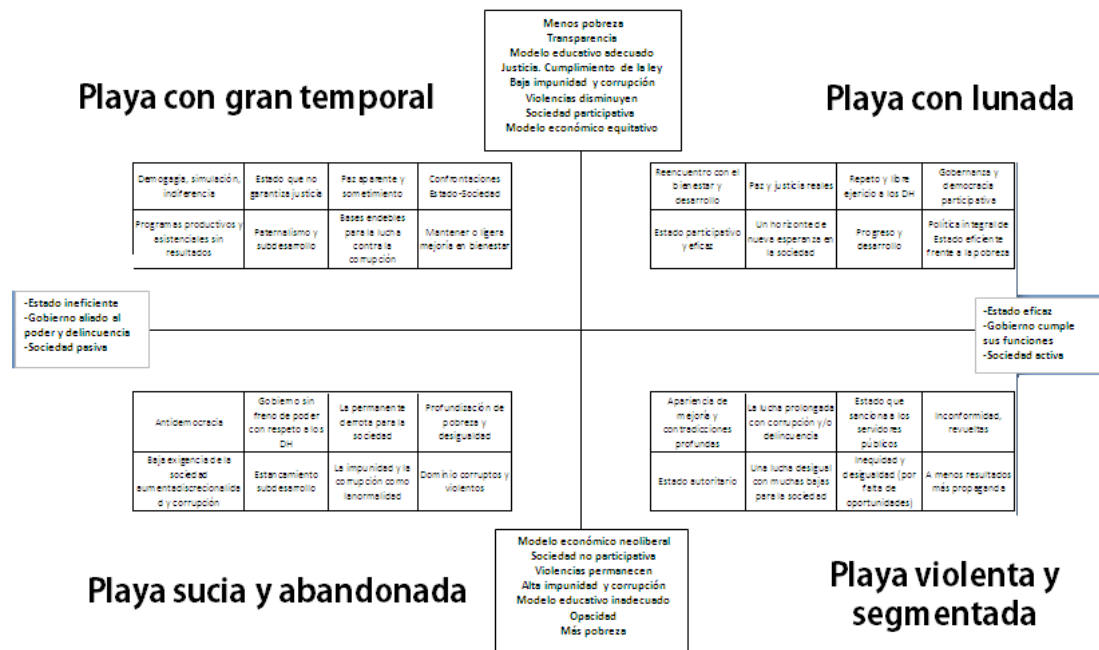 Menos pobreza
Transparencia
Modelo educativo adecuado
Justicia. Cumplimiento de la ley
Baja impunidad y corrupción
Violencias disminuyen
Sociedad participativa
Modelo económico equitativo
Playa con gran temporal
Playa con lunada
Demogagia, simulación,
indiferencia
Estado que no
garantiza justicia
Paz aparente y
sometimiento
Confrontaciones
Estado-Sociedad
Programas productivos y
asistenciales sin
resultados
Paternalismo y
subdesarrollo
Bases endebles
para la lucha
contra la
corrupción
Mantener o ligera
mejoría en bienestar
Reencuentro con el
bienestar y
desarrollo
Paz y justicia reales
Repeto y libre
ejericio a los DH
Gobernanza y
democracia
participativa
Estado participativo
y eficaz
Un horizonte de
nueva esperanza en
la sociedad
Progreso y
desarrollo
Política integral de
Estado eficiente
frente a la pobreza
-Estado ineficiente
-Gobierno aliado al
poder y delincuencia
-Sociedad pasiva
-Estado eficaz
-Gobierno cumple
sus funciones
-Sociedad activa
Antidemocracia
Gobierno sin
freno de poder
con respeto a los
DH
La permanente
derrota para la
sociedad
Profundización de
pobreza y
desigualdad
Baja exigencia de la
sociedad
aumentadiscrecionalida
d y corrupción
Estancamiento
subdesarrollo
La impunidad y la
corrupción como
lanormalidad
Dominio corruptos y
violentos
Apariencia de
mejoría y
contradicciones
profundas
La lucha prolongada
con corrupción y/o
delincuencia
Estado que
sanciona a los
servidores
públicos
Inconformidad,
revueltas
Estado autoritario
Una lucha desigual
con muchas bajas
para la sociedad
Inequidad y
desigualdad (por
falta de
oportunidades)
A menos resultados
más propaganda
Modelo económico neoliberal
Sociedad no participativa
Violencias permanecen
Alta impunidad y corrupción
Modelo educativo inadecuado
Opacidad
Más pobreza
Playa sucia y abandonada
Playa violenta y
segmentada